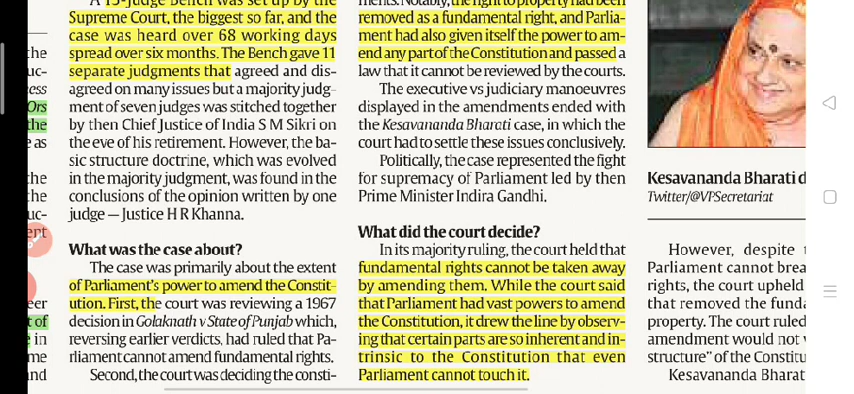 the
uc-
ess
Ors
the
e as
the
the
uc-
ent
eer
t of
e in
me
nd
A 13-Judge Bench was set up by the
Supreme Court, the biggest so far, and the
case was heard over 68 working days
spread over six months. The Bench gave 11
separate judgments that agreed and dis-
agreed on many issues but a majority judg-
ment of seven judges was stitched together
by then Chief Justice of India S M Sikri on
the eve of his retirement. However, the ba-
sic structure doctrine, which was evolved
in the majority judgment, was found in the
conclusions of the opinion written by one
judge — Justice H R Khanna.
What was the case about?
The case was primarily about the extent
of Parliament's power to amend the Constit-
ution. First, the court was reviewing a 1967
decision in Golaknath v State of Punjab which,
reversing earlier verdicts, had ruled that Pa-
rliament cannot amend fundamental rights.
Second, the court was deciding the consti-
ments. Notably, the right to property had been
removed as a fundamental right, and Parlia-
ment had also given itself the power to am-
end any part of the Constitution and passed a
law that it cannot be reviewed by the courts.
The executive vs judiciary manoeuvres
displayed in the amendments ended with
the Kesavananda Bharati case, in which the
court had to settle these issues conclusively.
Politically, the case represented the fight
for supremacy of Parliament led by then
Prime Minister Indira Gandhi.
What did the court decide?
In its majority ruling, the court held that
fundamental rights cannot be taken away
by amending them. While the court said
that Parliament had vast powers to amend
the Constitution, it drew the line by observ-
ing that certain parts are so inherent and in-
trinsic to the Constitution that even
Parliament cannot touch it.
Kesavananda Bharati d
Twitter/@VPSecretariat
However, despite t
Parliament cannot brea
rights, the court upheld
that removed the funda
property. The court ruled
amendment would not v
structure" of the Constitu
Kesavananda Bharat